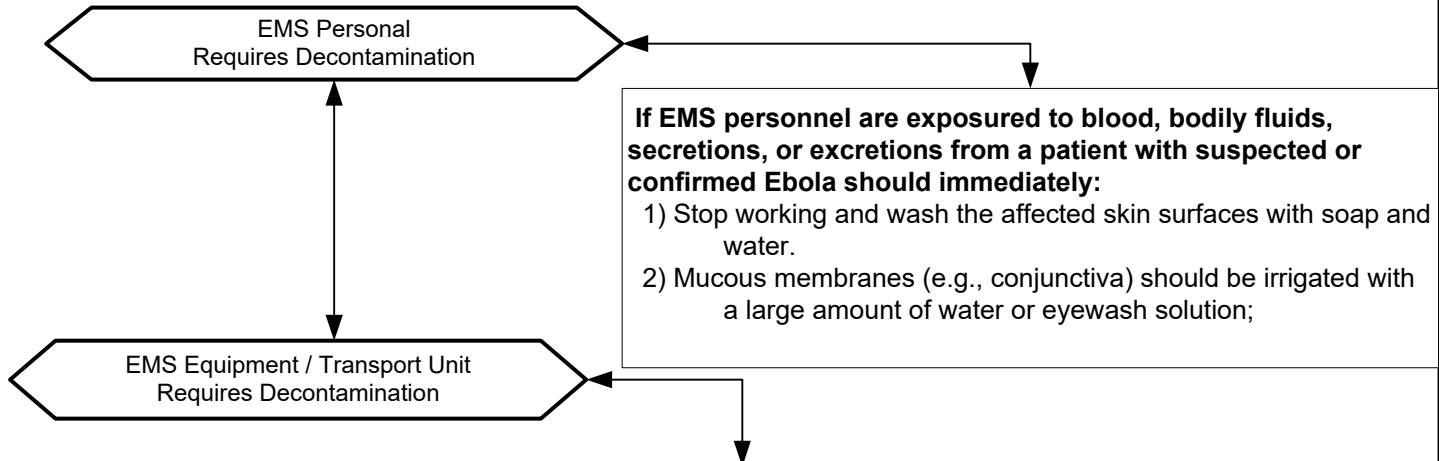 EMS Personal
Requires Decontamination
If EMS personnel are exposured to blood, bodily fluids,
secretions, or excretions from a patient with suspected or
confirmed Ebola should immediately:
1) Stop working and wash the affected skin surfaces with soap and
water.
2) Mucous membranes (e.g., conjunctiva) should be irrigated with
a large amount of water or eyewash solution;
EMS Equipment / Transport Unit
Requires Decontamination